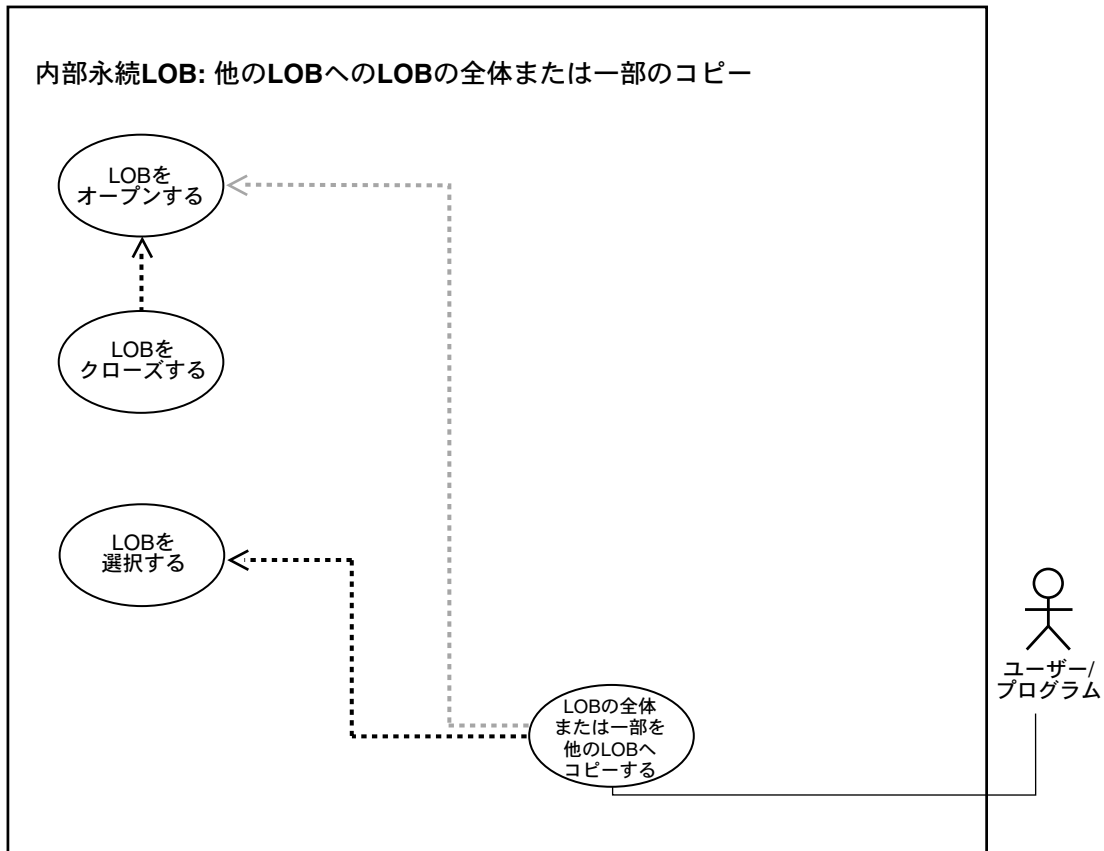 内部永続LOB: 他のLOBへのLOBの全体または一部のコピー
LOBを
オープンする
LOBを
クローズする
LOBを
選択する
LOBの全体
または一部を
他のLOBへ
コピーする
ユーザー/
プログラム